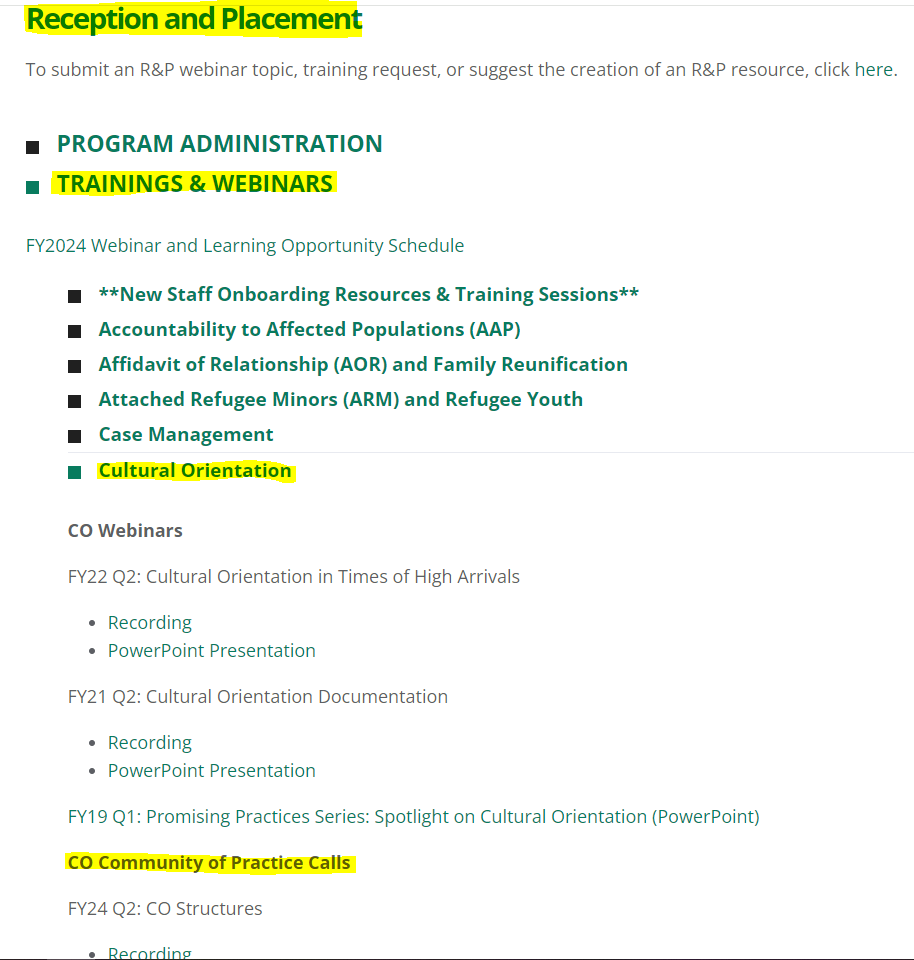 Reception and Placement
To submit an R&P webinar topic, training request, or suggest the creation of an R&P resource, click here.
PROGRAM ADMINISTRATION
TRAININGS & WEBINARS
FY2024 Webinar and Learning Opportunity Schedule
**New Staff Onboarding Resources & Training Sessions**
Accountability to Affected Populations (AAP)
Affidavit of Relationship (AOR) and Family Reunification
Attached Refugee Minors (ARM) and Refugee Youth
Case Management
Cultural Orientation
CO Webinars
FY22 Q2: Cultural Orientation in Times of High Arrivals
Recording
PowerPoint Presentation
FY21 Q2: Cultural Orientation Documentation
Recording
PowerPoint Presentation
FY19 Q1: Promising Practices Series: Spotlight on Cultural Orientation (PowerPoint)
CO Community of Practice Calls
FY24 Q2: CO Structures
Recording